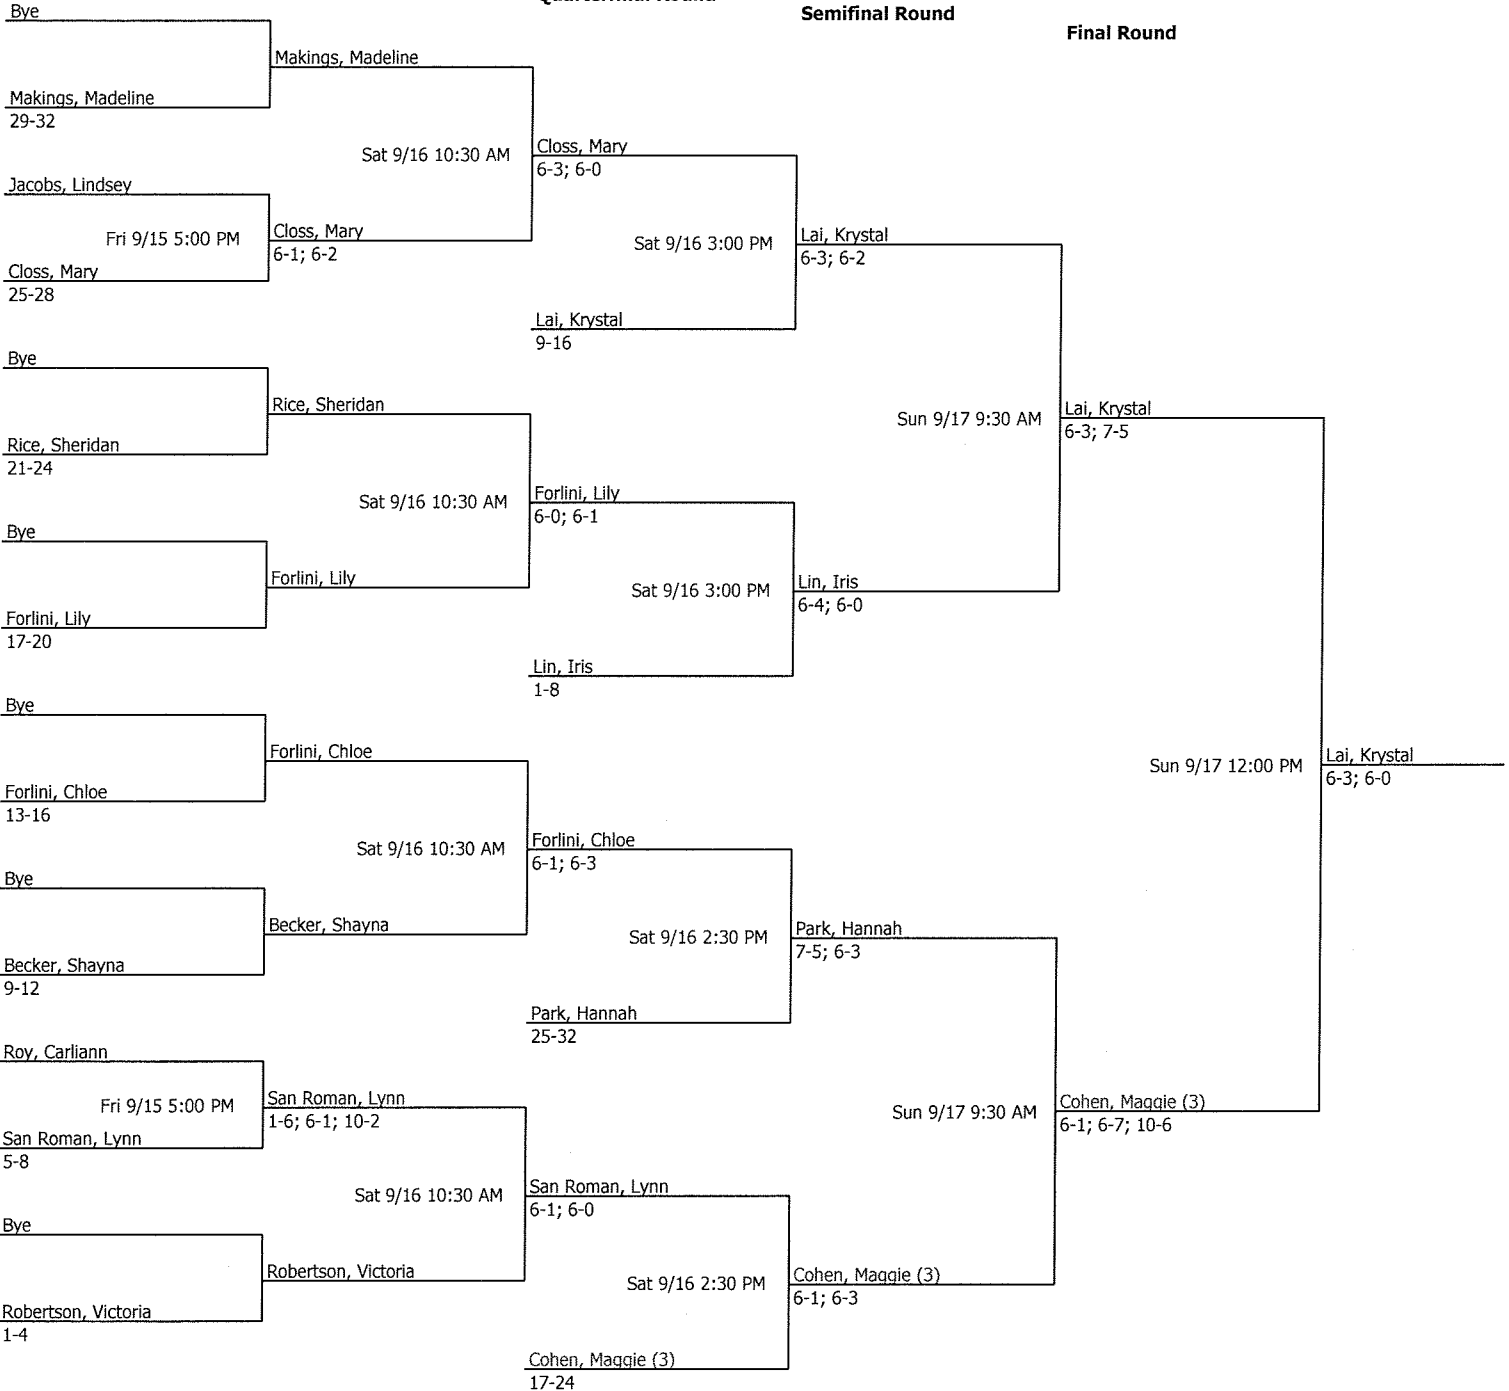 Quarterfinal Round
Semifinal Round
Final Round
Bye
Makings, Madeline
Makings, Madeline
29-32
Sat 9/16 10:30 AM
Closs, Mary
6-3; 6-0
Jacobs, Lindsey
Fri 9/15 5:00 PM
Closs, Mary
6-1; 6-2
Closs, Mary
25-28
Sat 9/16 3:00 PM
Lai, Krystal
6-3; 6-2
Lai, Krystal
9-16
Bye
Rice, Sheridan
Rice, Sheridan
21-24
Sun 9/17 9:30 AM
Lai, Krystal
6-3; 7-5
Sat 9/16 10:30 AM
Forlini, Lily
6-0; 6-1
Bye
Forlini, Lily
Forlini, Lily
17-20
Sat 9/16 3:00 PM
Lin, Iris
6-4; 6-0
Lin, Iris
1-8
Bye
Forlini, Chloe
Forlini, Chloe
13-16
Sun 9/17 12:00 PM
Lai, Krystal
6-3; 6-0
Sat 9/16 10:30 AM
Forlini, Chloe
6-1; 6-3
Bye
Becker, Shayna
Becker, Shayna
9-12
Sat 9/16 2:30 PM
Park, Hannah
7-5; 6-3
Park, Hannah
25-32
Roy, Carliann
Fri 9/15 5:00 PM
San Roman, Lynn
1-6; 6-1; 10-2
San Roman, Lynn
5-8
Sun 9/17 9:30 AM
Cohen, Maggie (3)
6-1; 6-7; 10-6
Sat 9/16 10:30 AM
San Roman, Lynn
6-1; 6-0
Bye
Robertson, Victoria
Robertson, Victoria
1-4
Sat 9/16 2:30 PM
Cohen, Maggie (3)
6-1; 6-3
Cohen, Maggie (3)
17-24